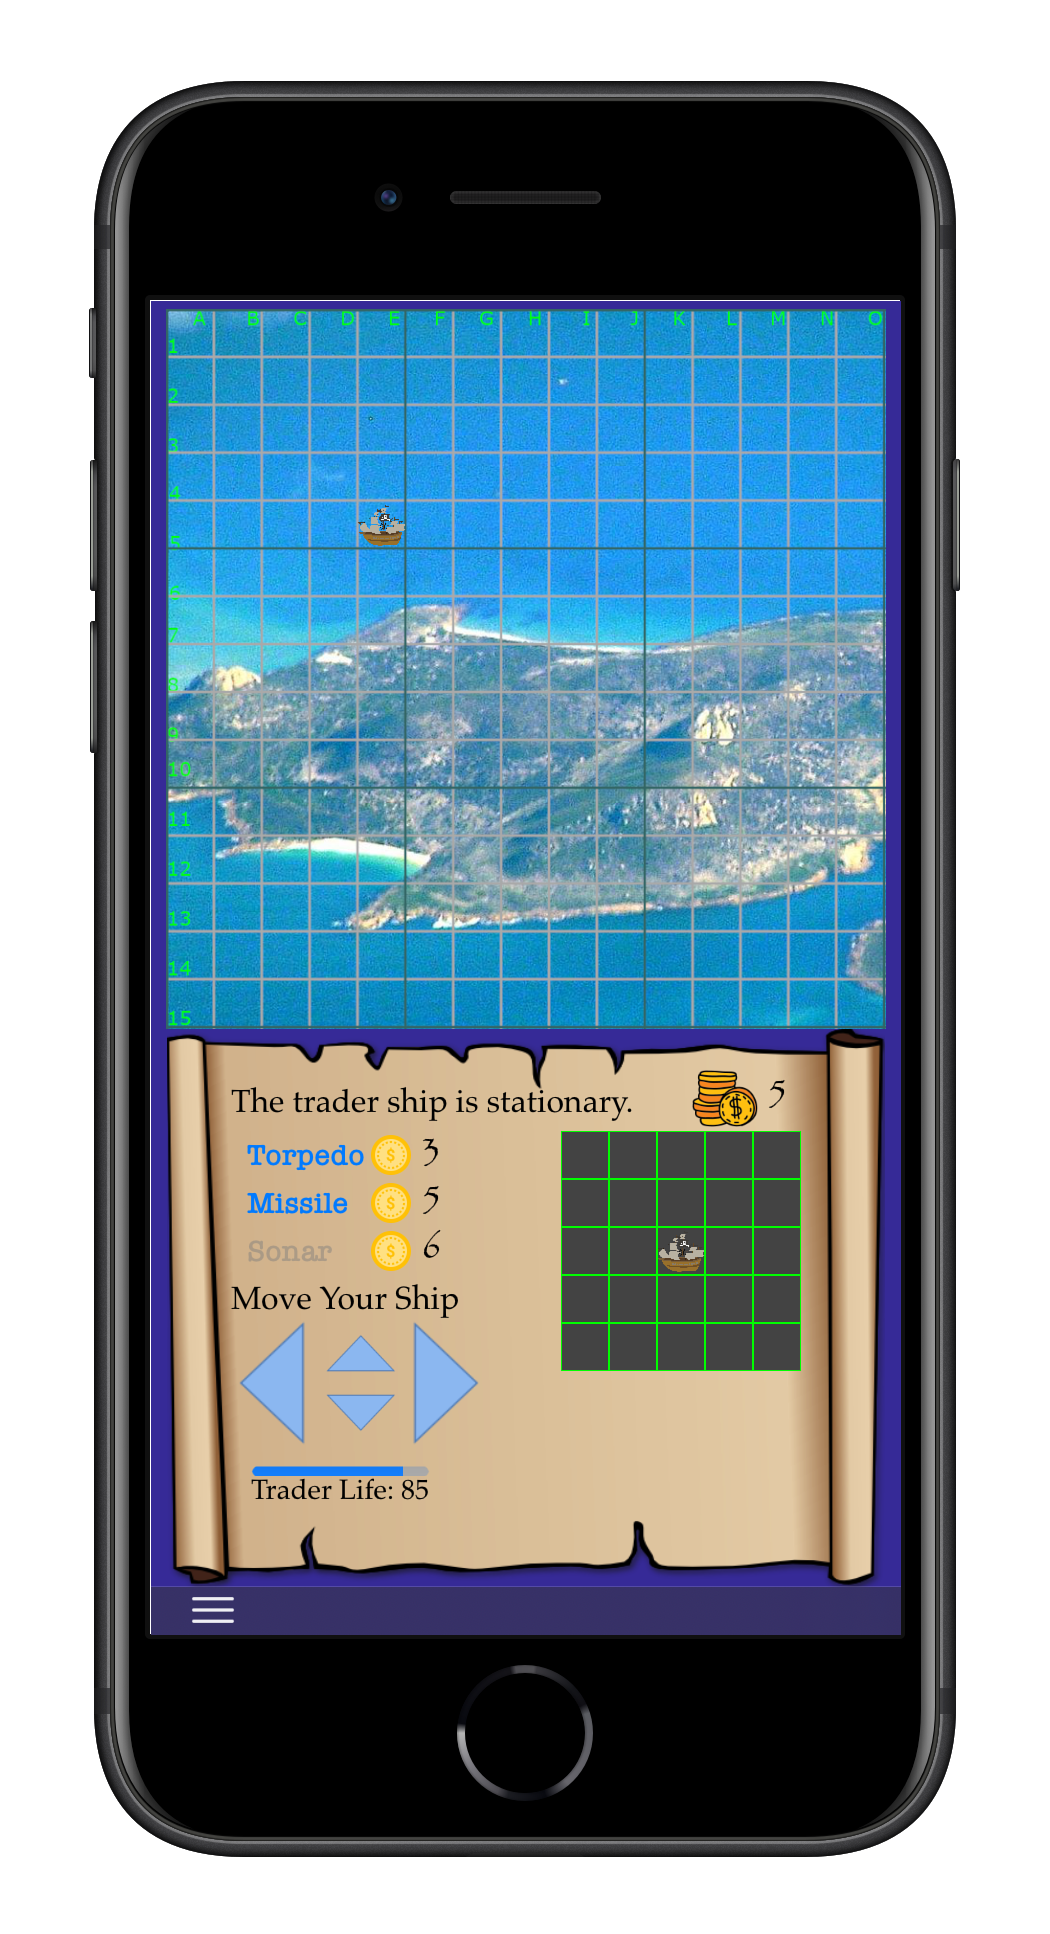 A B C D E F G H I J K L M N O
1
2
3
4
5
6
7
8
9
10
11
12
13
14
15
The trader ship is stationary. 5
Torpedo 3
Missile 5
Sonar 6
Move Your Ship
Trader Life: 85